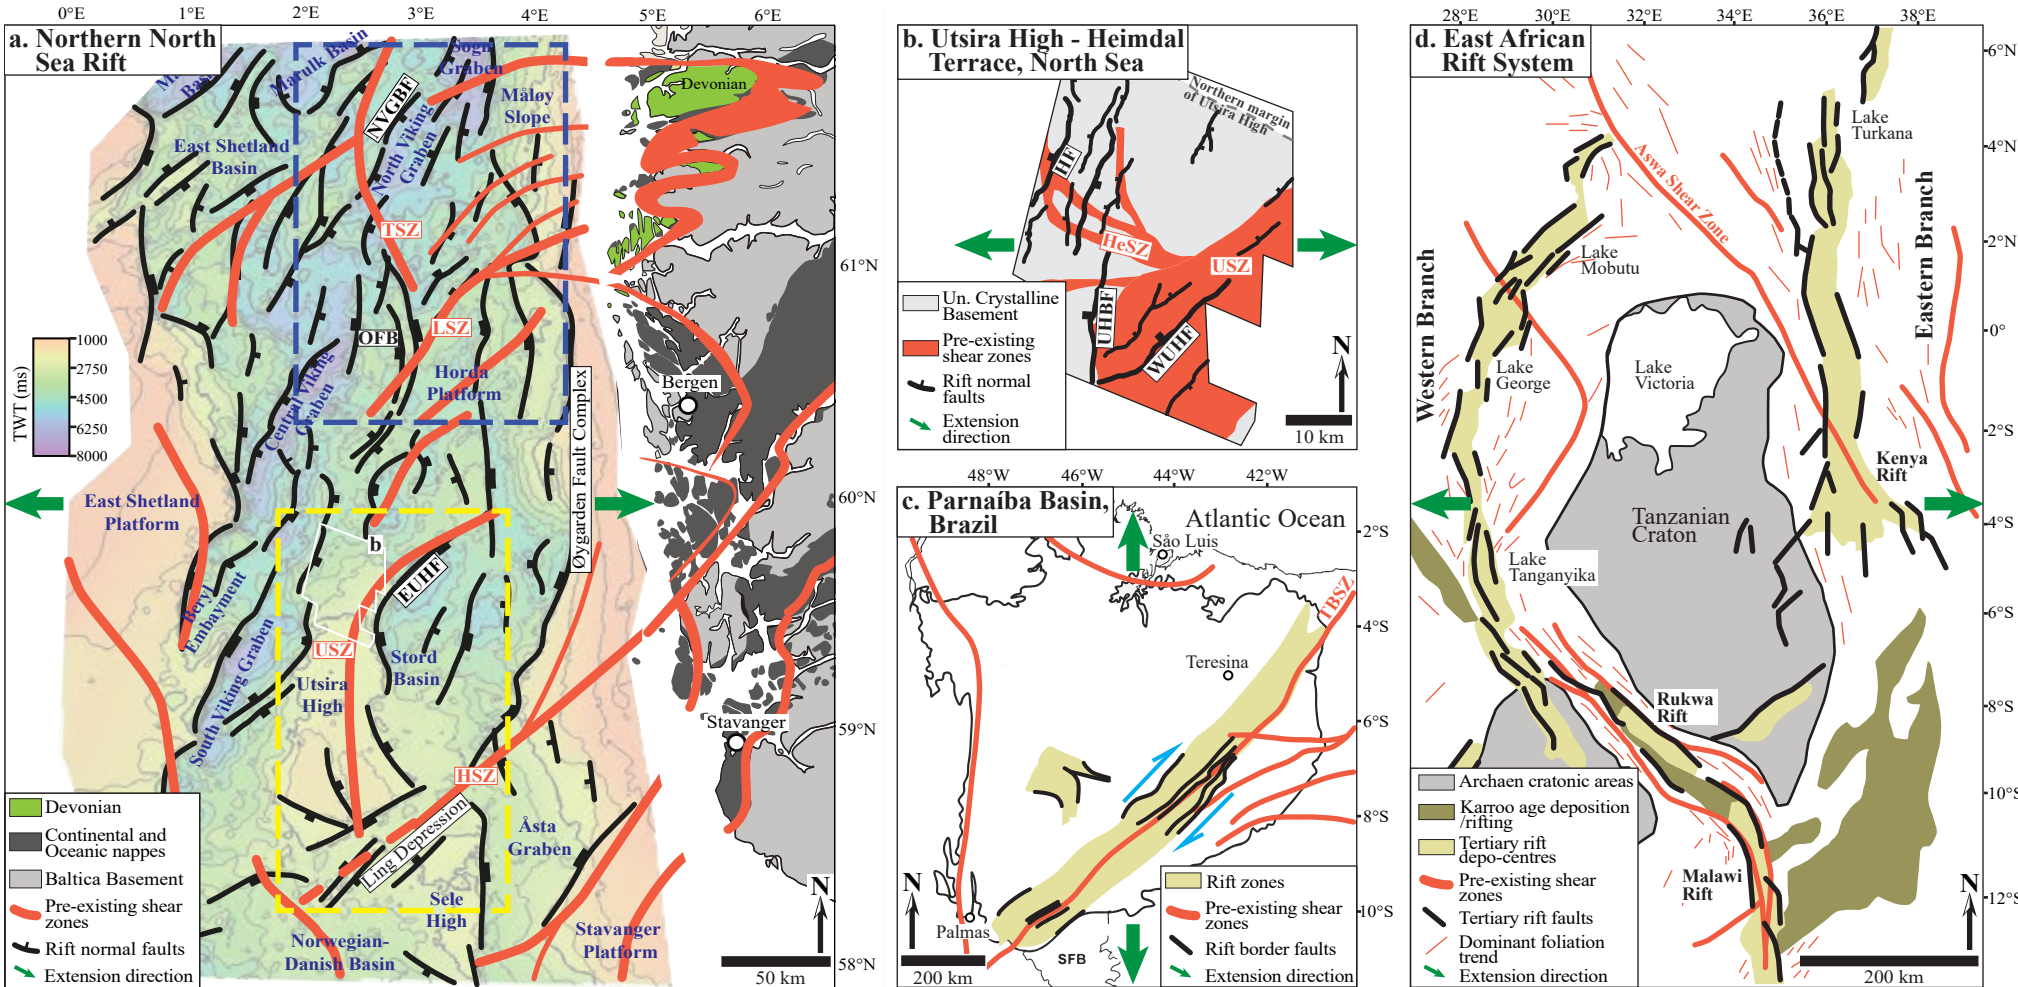 0°E
1°E
2°E
3°E
4°E
5°E
6°E
a. Northern North
Sea Rift
Marulk Basin
Sogn
Graben
Måløy
Slope
NVGBF
North Viking
Graben
East Shetland
Basin
TSZ
Devonian
61°N
OFB
LSZ
Horda
Platform
Central Viking
Graben
TWT (ms)
1000
2750
4500
6250
8000
Bergen
Øygarden Fault Complex
60°N
East Shetland
Platform
b
EUHF
Beryl
Embayment
USZ
Stord
Basin
Utsira
High
South Viking Graben
Stavanger
59°N
HSZ
Ling Depression
Åsta
Graben
Sele
High
Norwegian-
Danish Basin
Stavanger
Platform
N
50 km
58°N
Devonian
Continental and
Oceanic nappes
Baltica Basement
Pre-existing shear
zones
Rift normal faults
Extension direction
b. Utsira High - Heimdal
Terrace, North Sea
Northern margin
of Utsira High
HF
HeSZ
USZ
UHBF
WUHF
N
10 km
Un. Crystalline
Basement
Pre-existing
shear zones
Rift normal
faults
Extension
direction
48°W
46°W
44°W
42°W
c. Parnaíba Basin,
Brazil
Atlantic Ocean
São Luis
2°S
TBSZ
4°S
Teresina
6°S
8°S
10°S
N
Palmas
200 km
SFB
Rift zones
Pre-existing shear
zones
Rift border faults
Extension direction
28°E
30°E
32°E
34°E
36°E
38°E
d. East African
Rift System
6°N
Lake
Turkana
4°N
Aswa Shear Zone
Eastern Branch
2°N
Lake
Mobutu
Western Branch
0°
Lake
George
Lake
Victoria
2°S
Kenya
Rift
4°S
Tanzanian
Craton
Lake
Tanganyika
6°S
Rukwa
Rift
8°S
10°S
Malawi
Rift
12°S
N
200 km
Archaen cratonic areas
Karroo age deposition
/rifting
Tertiary rift
depo-centres
Pre-existing shear
zones
Tertiary rift faults
Dominant foliation
trend
Extension direction